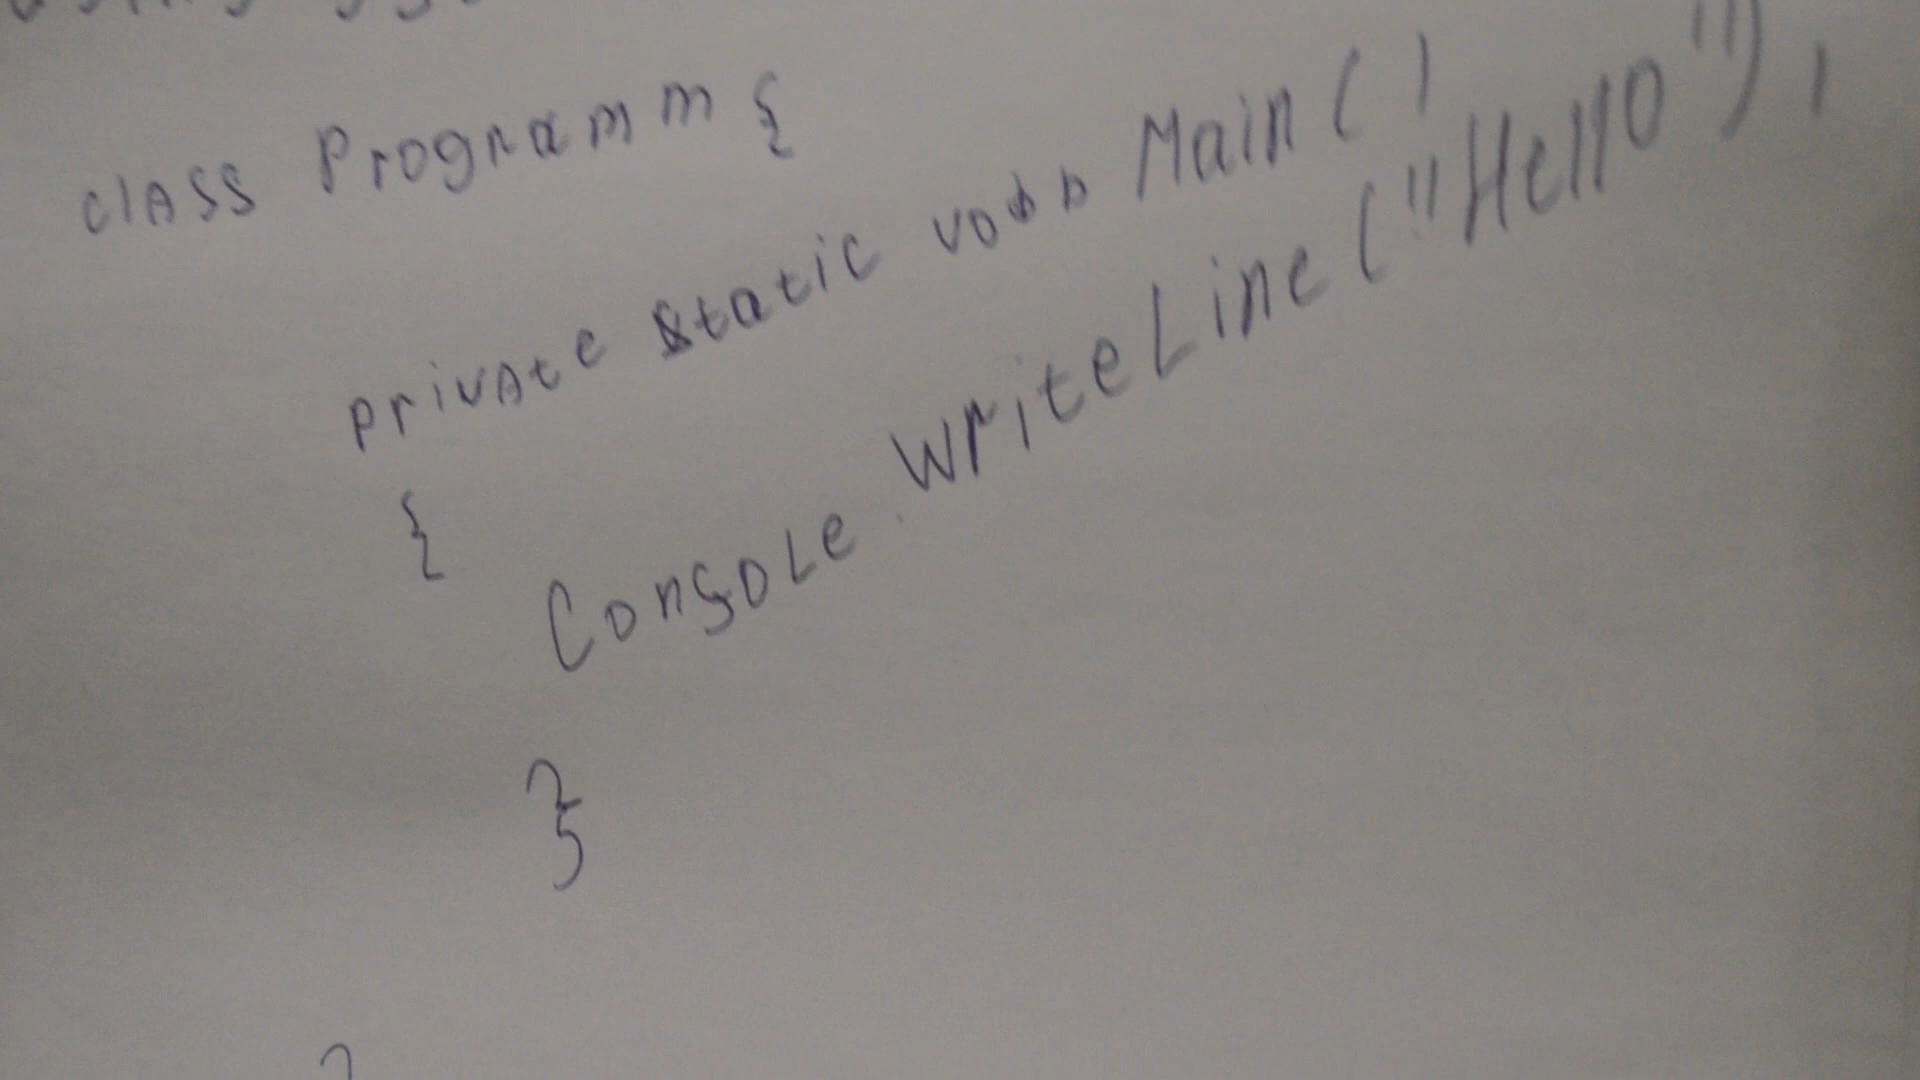 class Programm {
private static void Main()
{
Console.WriteLine("Hello");
}
}